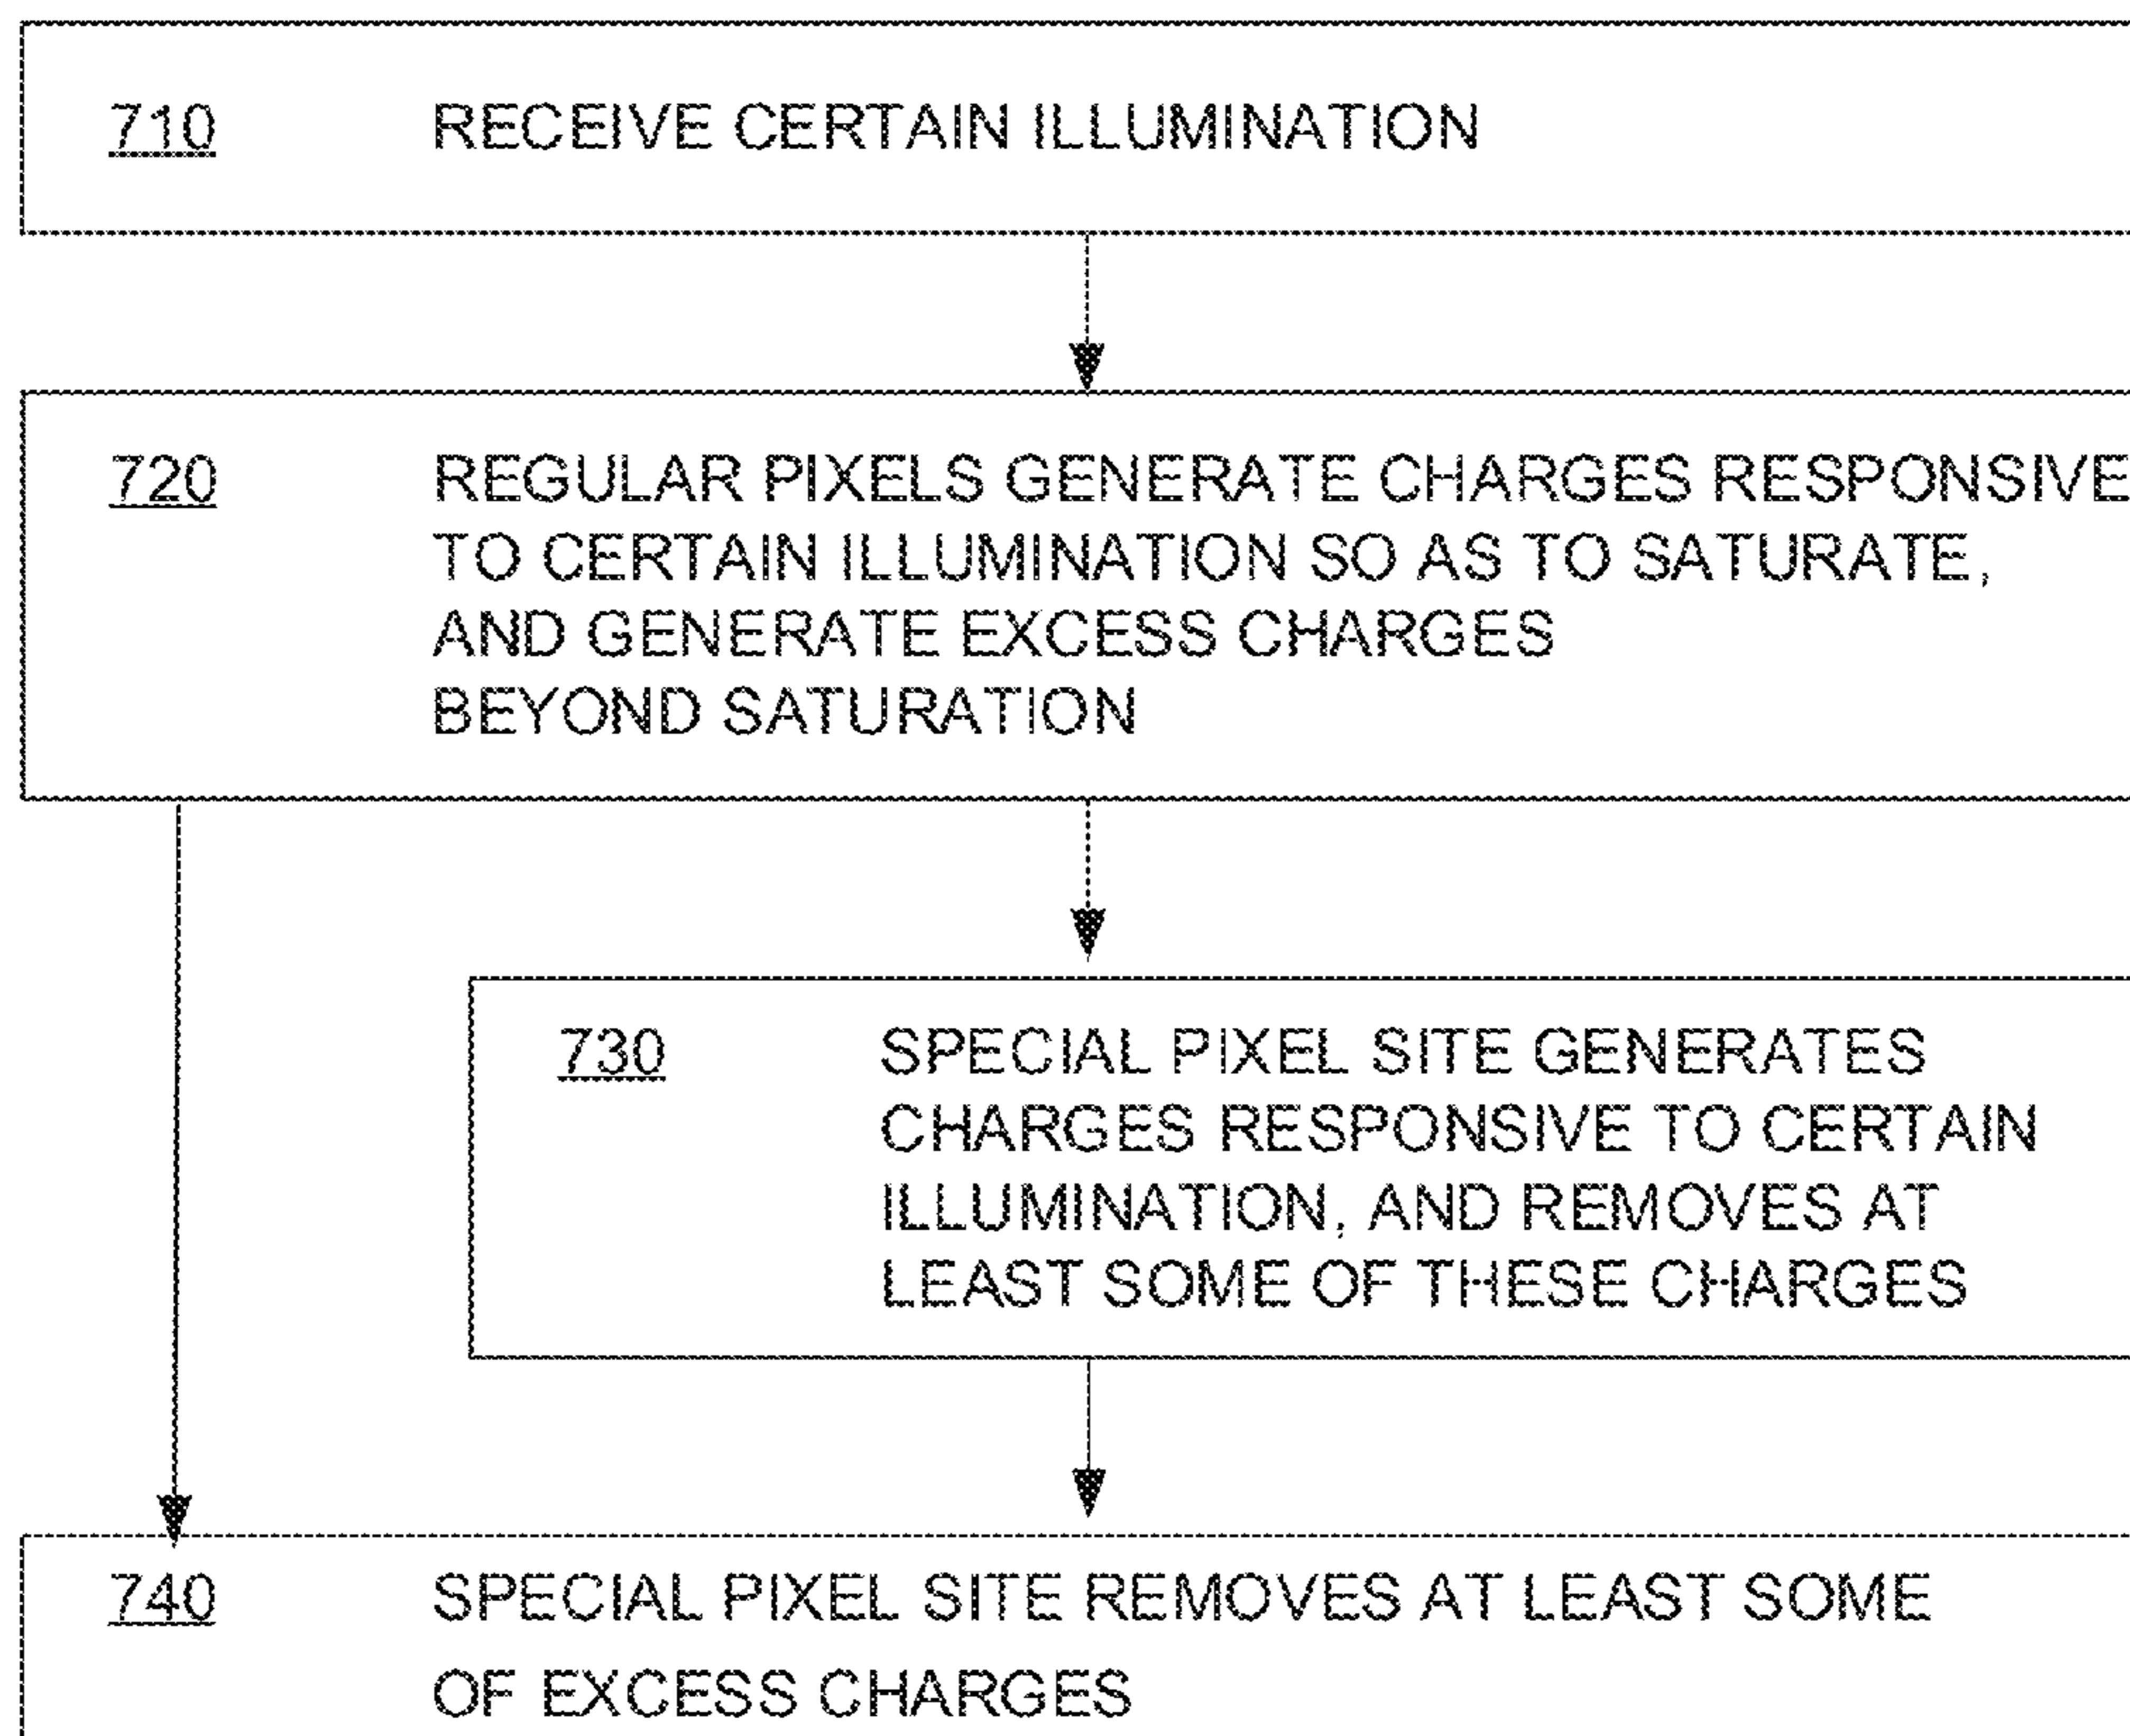 710 RECEIVE CERTAIN ILLUMINATION
720 REGULAR PIXELS GENERATE CHARGES RESPONSIVE
TO CERTAIN ILLUMINATION SO AS TO SATURATE,
AND GENERATE EXCESS CHARGES
BEYOND SATURATION
730 SPECIAL PIXEL SITE GENERATES
CHARGES RESPONSIVE TO CERTAIN
ILLUMINATION, AND REMOVES AT
LEAST SOME OF THESE CHARGES
740 SPECIAL PIXEL SITE REMOVES AT LEAST SOME
OF EXCESS CHARGES